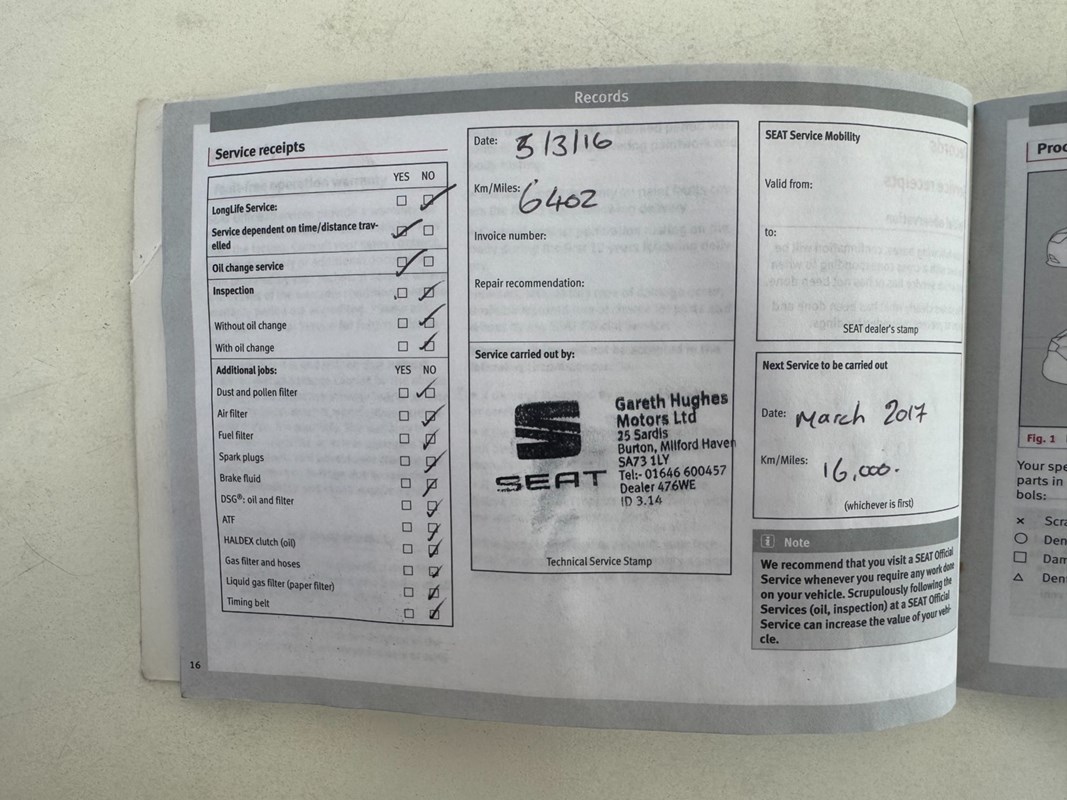 Records
Service receipts
YES NO
LongLife Service:
Service dependent on time/distance trav-
elled
Oil change service
Inspection
Without oil change
With oil change
Additional jobs: YES NO
Dust and pollen filter
Air filter
Fuel filter
Spark plugs
Brake fluid
DSG®: oil and filter
ATF
HALDEX clutch (oil)
Gas filter and hoses
Liquid gas filter (paper filter)
Timing belt
16
Date: 5/3/16
Km/Miles: 6402
Invoice number:
Repair recommendation:
Service carried out by:
SEAT
Gareth Hughes
Motors Ltd
25 Sardis
Burton, Milford Haven
SA73 1LY
Tel:- 01646 600457
Dealer 476WE
ID 3.14
Technical Service Stamp
SEAT Service Mobility
Valid from:
to:
SEAT dealer's stamp
Next Service to be carried out
Date: March 2017
Km/Miles: 16,000.
(whichever is first)
i Note
We recommend that you visit a SEAT Official
Service whenever you require any work done
on your vehicle. Scrupulously following the
Services (oil, inspection) at a SEAT Official
Service can increase the value of your vehi-
cle.
Fig. 1
Your
parts in
bols: